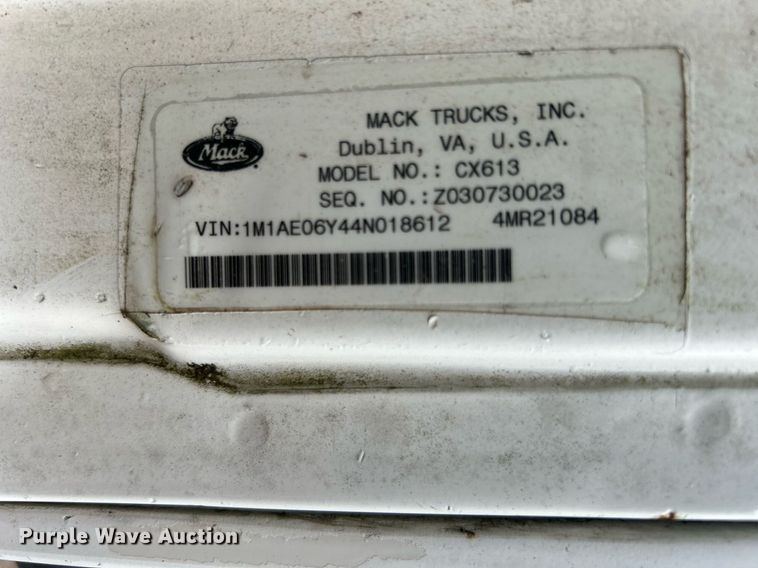 Mack
MACK TRUCKS, INC.
Dublin, VA, U.S.A.
MODEL NO.: CX613
SEQ. NO.:Z030730023
VIN:1M1AE06Y44N018612 4MR21084
Purple Wave Auction